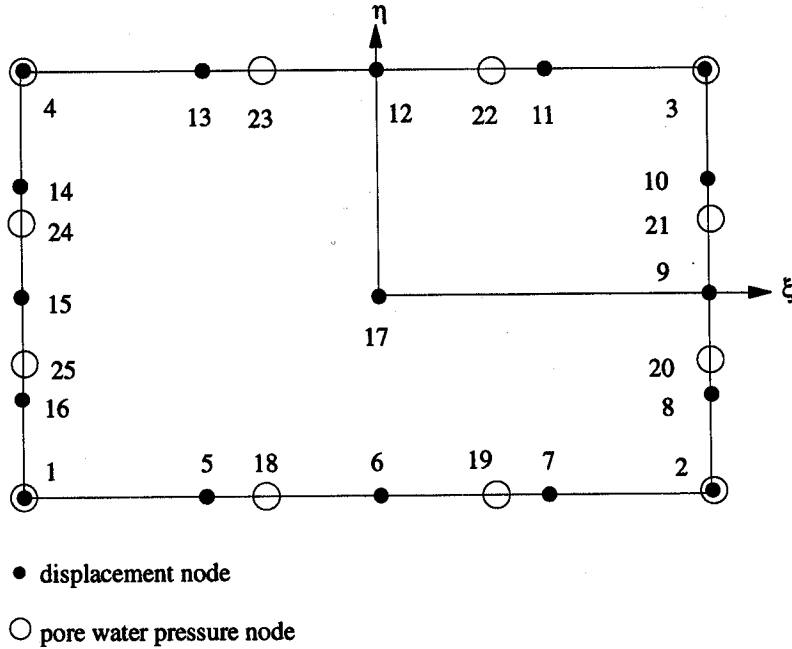 η
4 13 23 12 22 11 3
14 10
24 21
9
15 ξ
17
25 20
16 8
1 5 18 6 19 7 2
displacement node
pore water pressure node